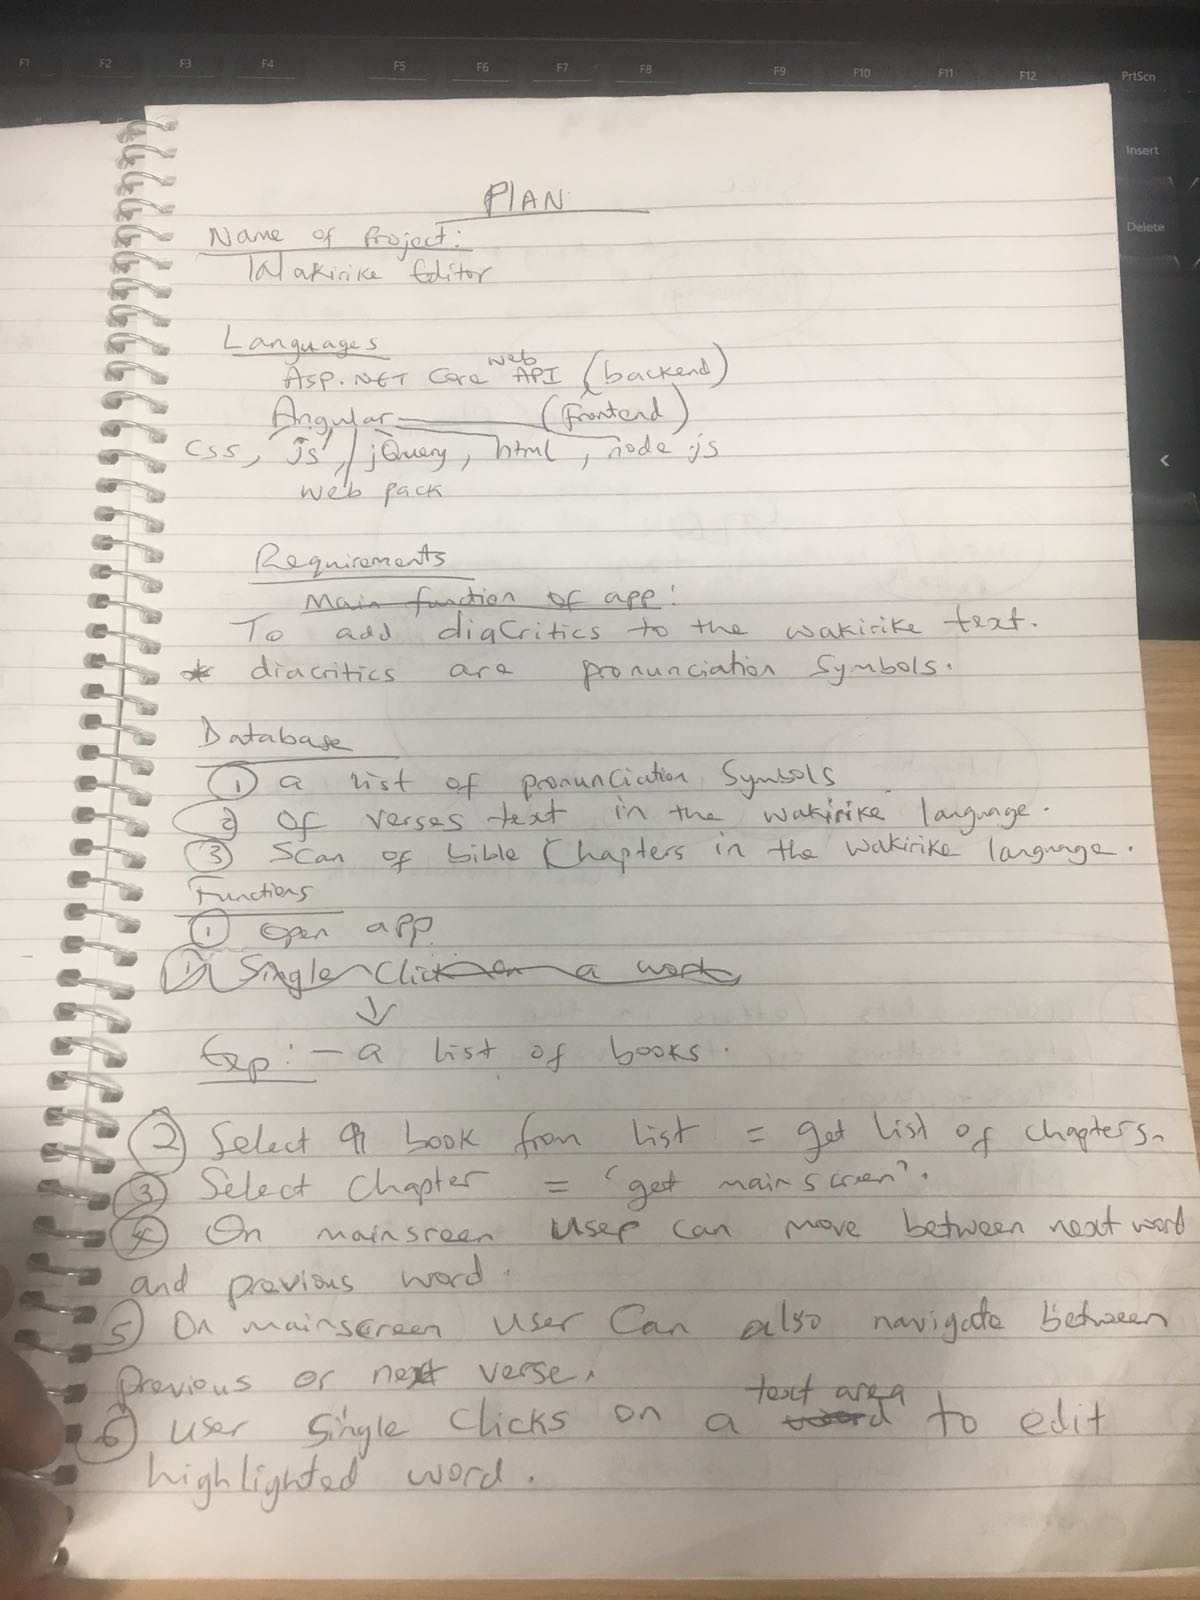 F1 F2 F3 F4 F5 F6 F7 F8 F9 F10 F11 F12 PrtScn
Insert
Delete
PLAN
Name of Project:
Wakirike Editor
Languages
Asp.NET Core Web API (backend)
Angular (frontend)
Css, js, jQuery, html, node js
web pack
Requirements
Main function of app:
To add diaCritics to the wakirike text.
* diacritics are pronunciation Symbols.
Database
① a list of pronunciation Symbols
② Of verses text in the wakirike language.
③ Scan of bible Chapters in the wakirike language.
Functions
① Open app
① Single Click on a word
↓
Exp: - a list of books.
② Select a book from list = get list of chapters.
③ Select Chapter = 'get mainscreen'.
④ On mainsreen user can move between next word
and previous word.
⑤ On mainscreen user Can also navigate between
previous or next verse.
⑥ User Single Clicks on a word text area to edit
highlighted word.